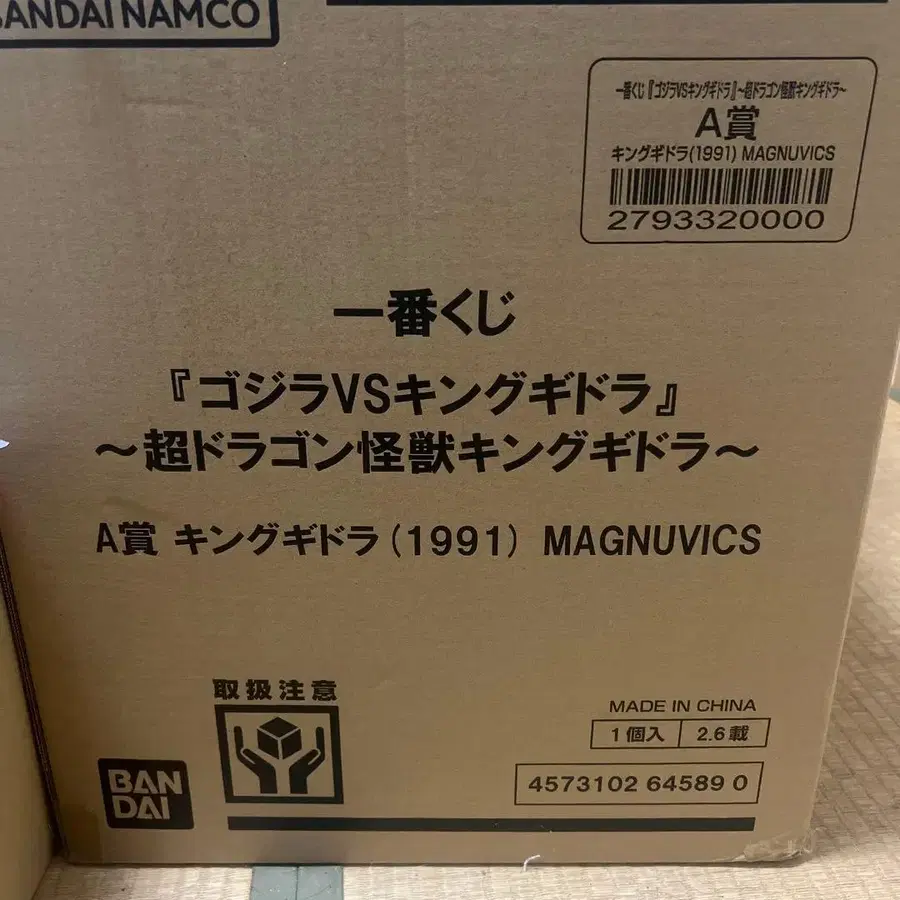 BANDAI NAMCO
一番くじ『ゴジラVSキングギドラ』～超ドラゴン怪獣キングギドラ～
A賞
キングギドラ(1991) MAGNUVICS
2793320000
一番くじ
『ゴジラVSキングギドラ』
～超ドラゴン怪獣キングギドラ～
A賞 キングギドラ(1991) MAGNUVICS
取扱注意
MADE IN CHINA
1個入 2.6載
4573102 64589 0
BAN
DAI